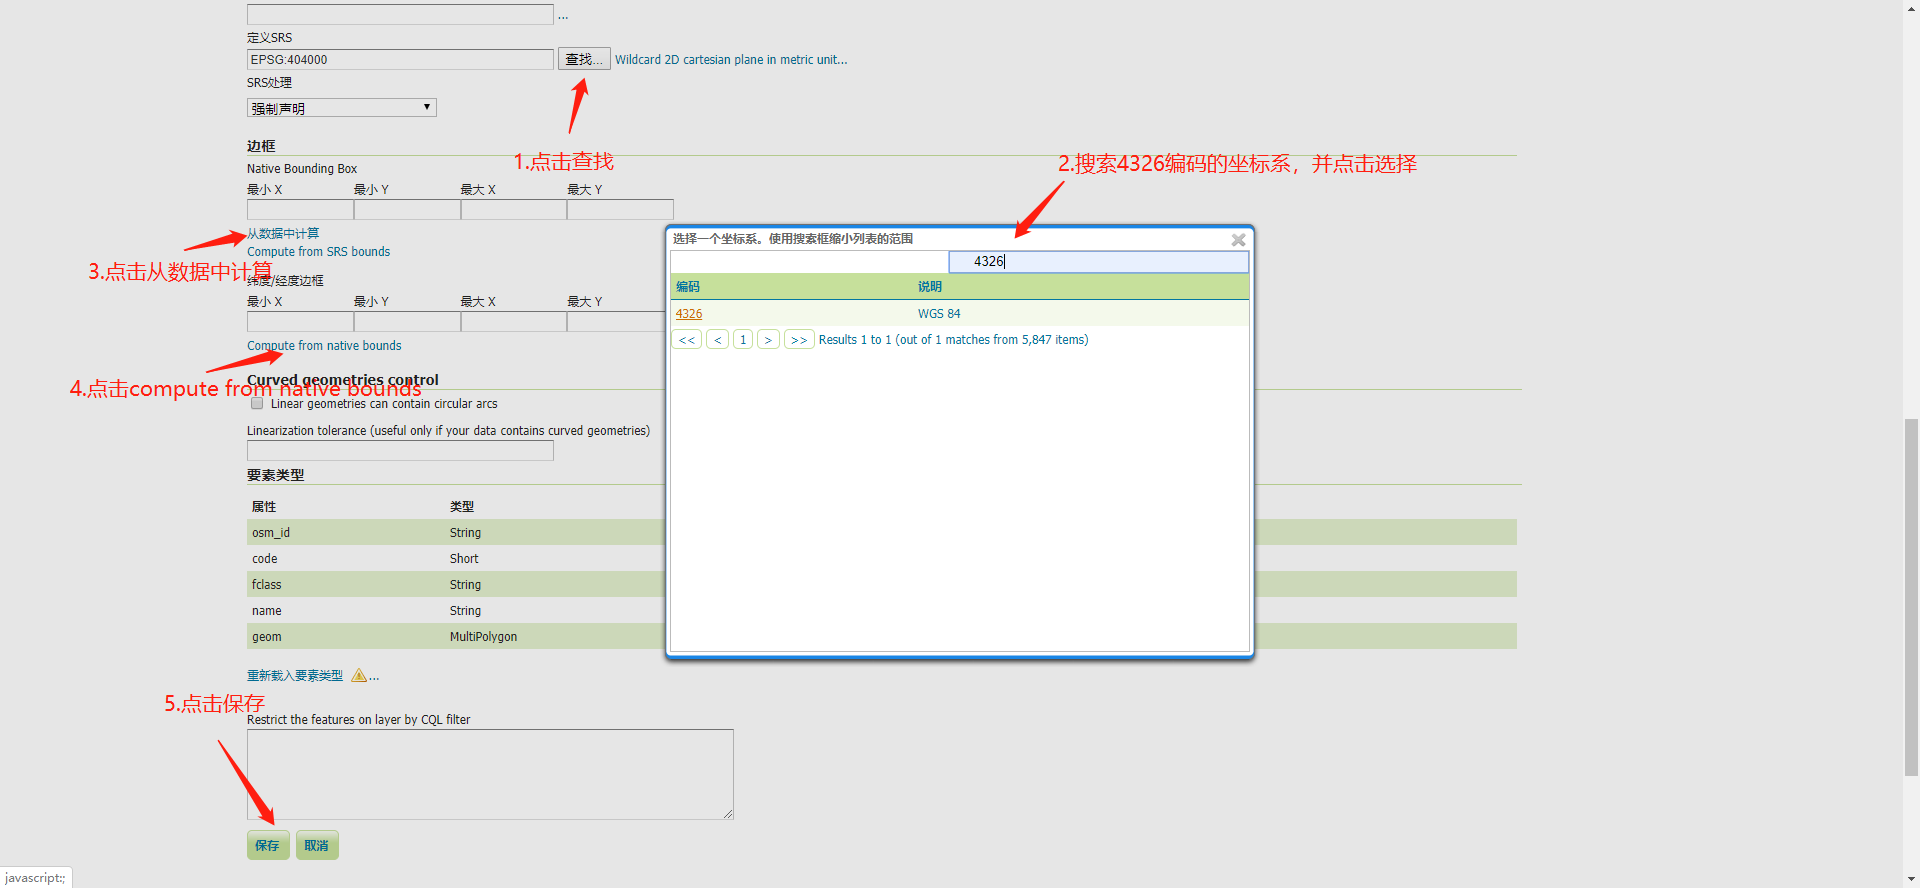 ...
定义SRS
EPSG:404000
查找...
Wildcard 2D cartesian plane in metric unit...
SRS处理
强制声明
1.点击查找
边框
Native Bounding Box
最小 X
最小 Y
最大 X
最大 Y
从数据中计算
Compute from SRS bounds
3.点击从数据中计算
纬度/经度边框
最小 X
最小 Y
最大 X
最大 Y
Compute from native bounds
4.点击compute from native bounds
Curved geometries control
Linear geometries can contain circular arcs
Linearization tolerance (useful only if your data contains curved geometries)
要素类型
属性
类型
osm_id
String
code
Short
fclass
String
name
String
geom
MultiPolygon
重新载入要素类型
...
5.点击保存
Restrict the features on layer by CQL filter
保存
取消
javascript:;
2.搜索4326编码的坐标系，并点击选择
选择一个坐标系。使用搜索框缩小列表的范围
4326
编码
说明
4326
WGS 84
<<
<
1
>
>>
Results 1 to 1 (out of 1 matches from 5,847 items)